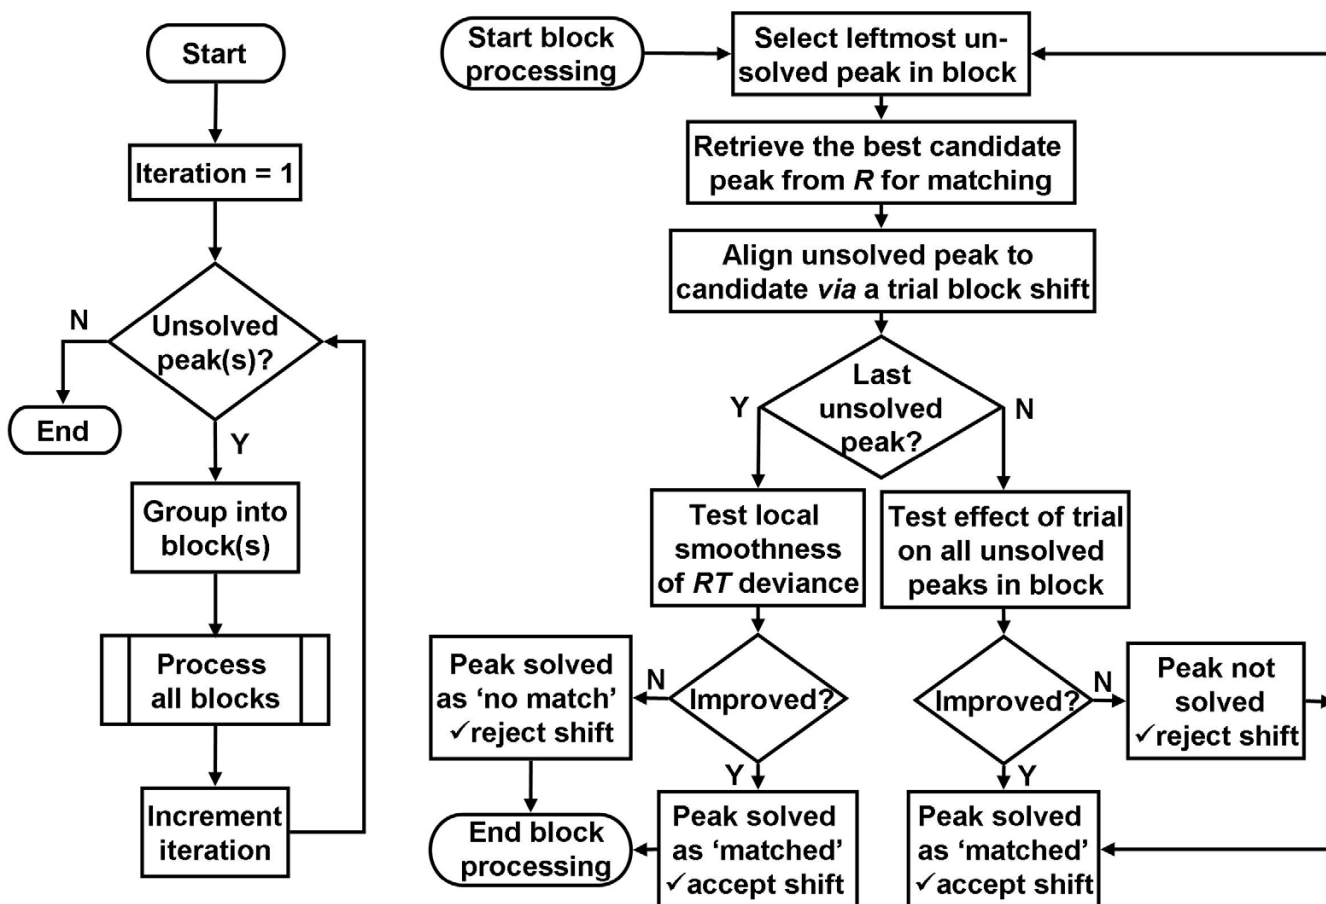 Start
Iteration = 1
N
Unsolved
peak(s)?
End
Y
Group into
block(s)
Process
all blocks
Increment
iteration
Start block
processing
Select leftmost un-
solved peak in block
Retrieve the best candidate
peak from R for matching
Align unsolved peak to
candidate via a trial block shift
Y
Last
unsolved
peak?
N
Test local
smoothness
of RT deviance
Test effect of trial
on all unsolved
peaks in block
Peak solved
as ‘no match’
✓reject shift
N
Improved?
Y
Improved?
N
Y
Peak not
solved
✓reject shift
End block
processing
Peak solved
as ‘matched’
✓accept shift
Peak solved
as ‘matched’
✓accept shift